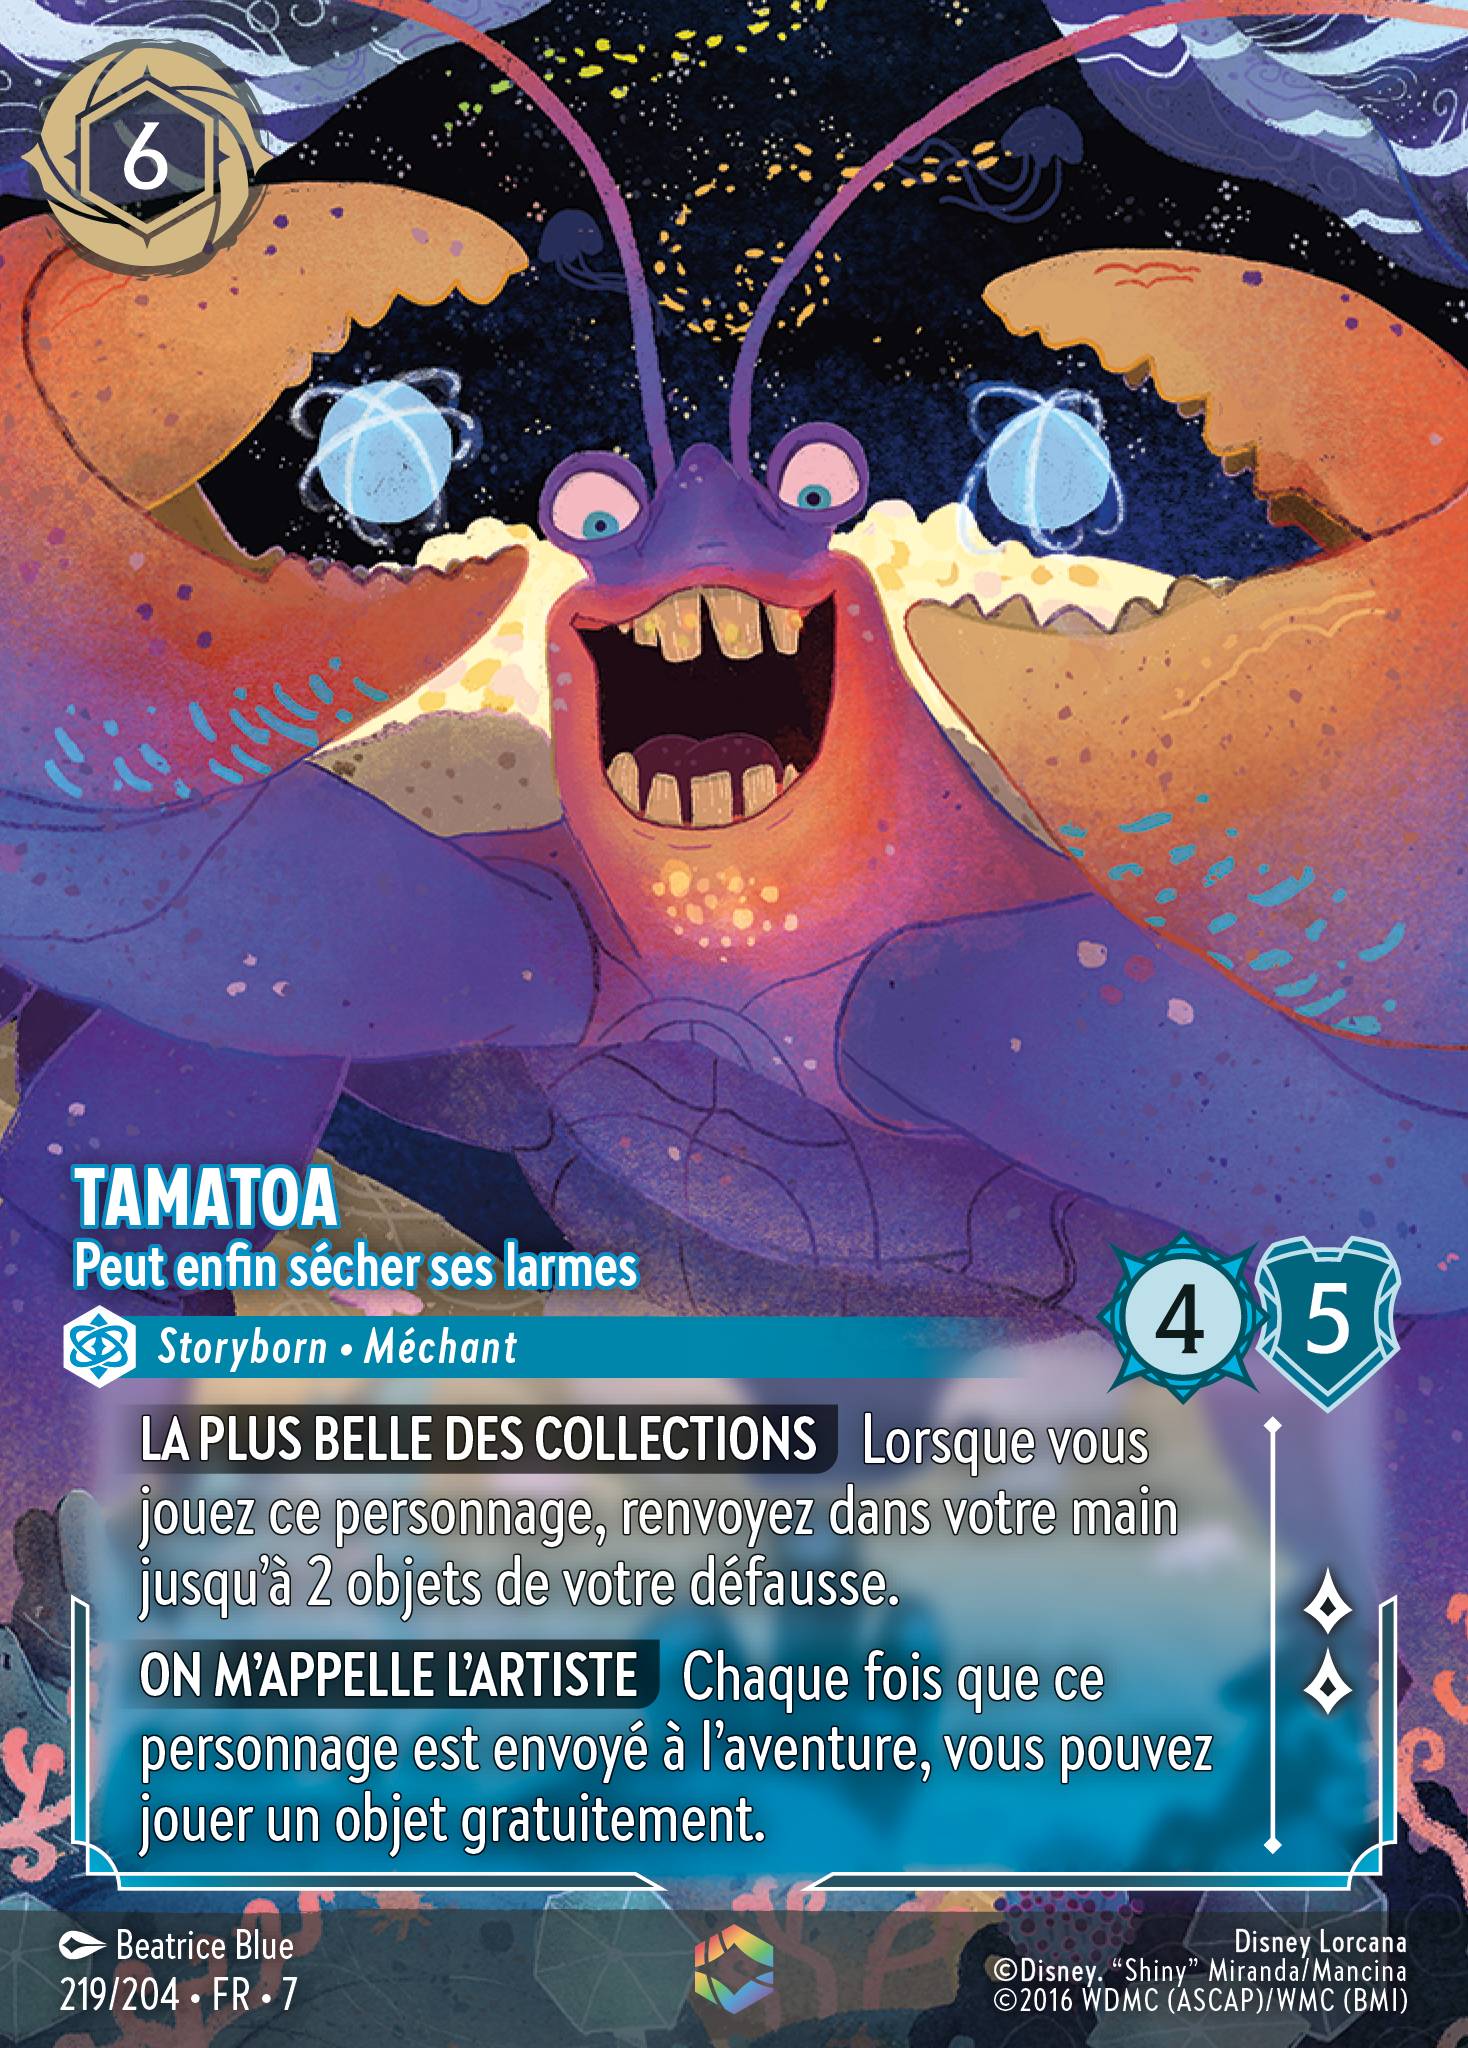 6
TAMATOA
Peut enfin sécher ses larmes
4 5
Storyborn • Méchant
LA PLUS BELLE DES COLLECTIONS Lorsque vous
jouez ce personnage, renvoyez dans votre main
jusqu'à 2 objets de votre défausse.
ON M'APPELLE L'ARTISTE Chaque fois que ce
personnage est envoyé à l'aventure, vous pouvez
jouer un objet gratuitement.
Beatrice Blue
219/204 • FR • 7
Disney Lorcana
©Disney. “Shiny” Miranda/Mancina
©2016 WDMC (ASCAP)/WMC (BMI)